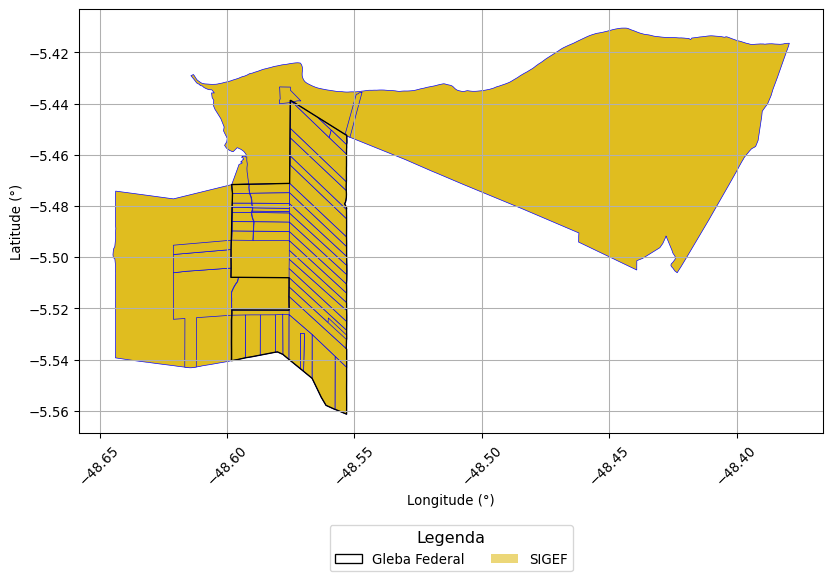 −5.42
−5.44
−5.46
−5.48
−5.50
−5.52
−5.54
−5.56
Latitude (°)
−48.65
−48.60
−48.55
−48.50
−48.45
−48.40
Longitude (°)
Legenda
Gleba Federal
SIGEF